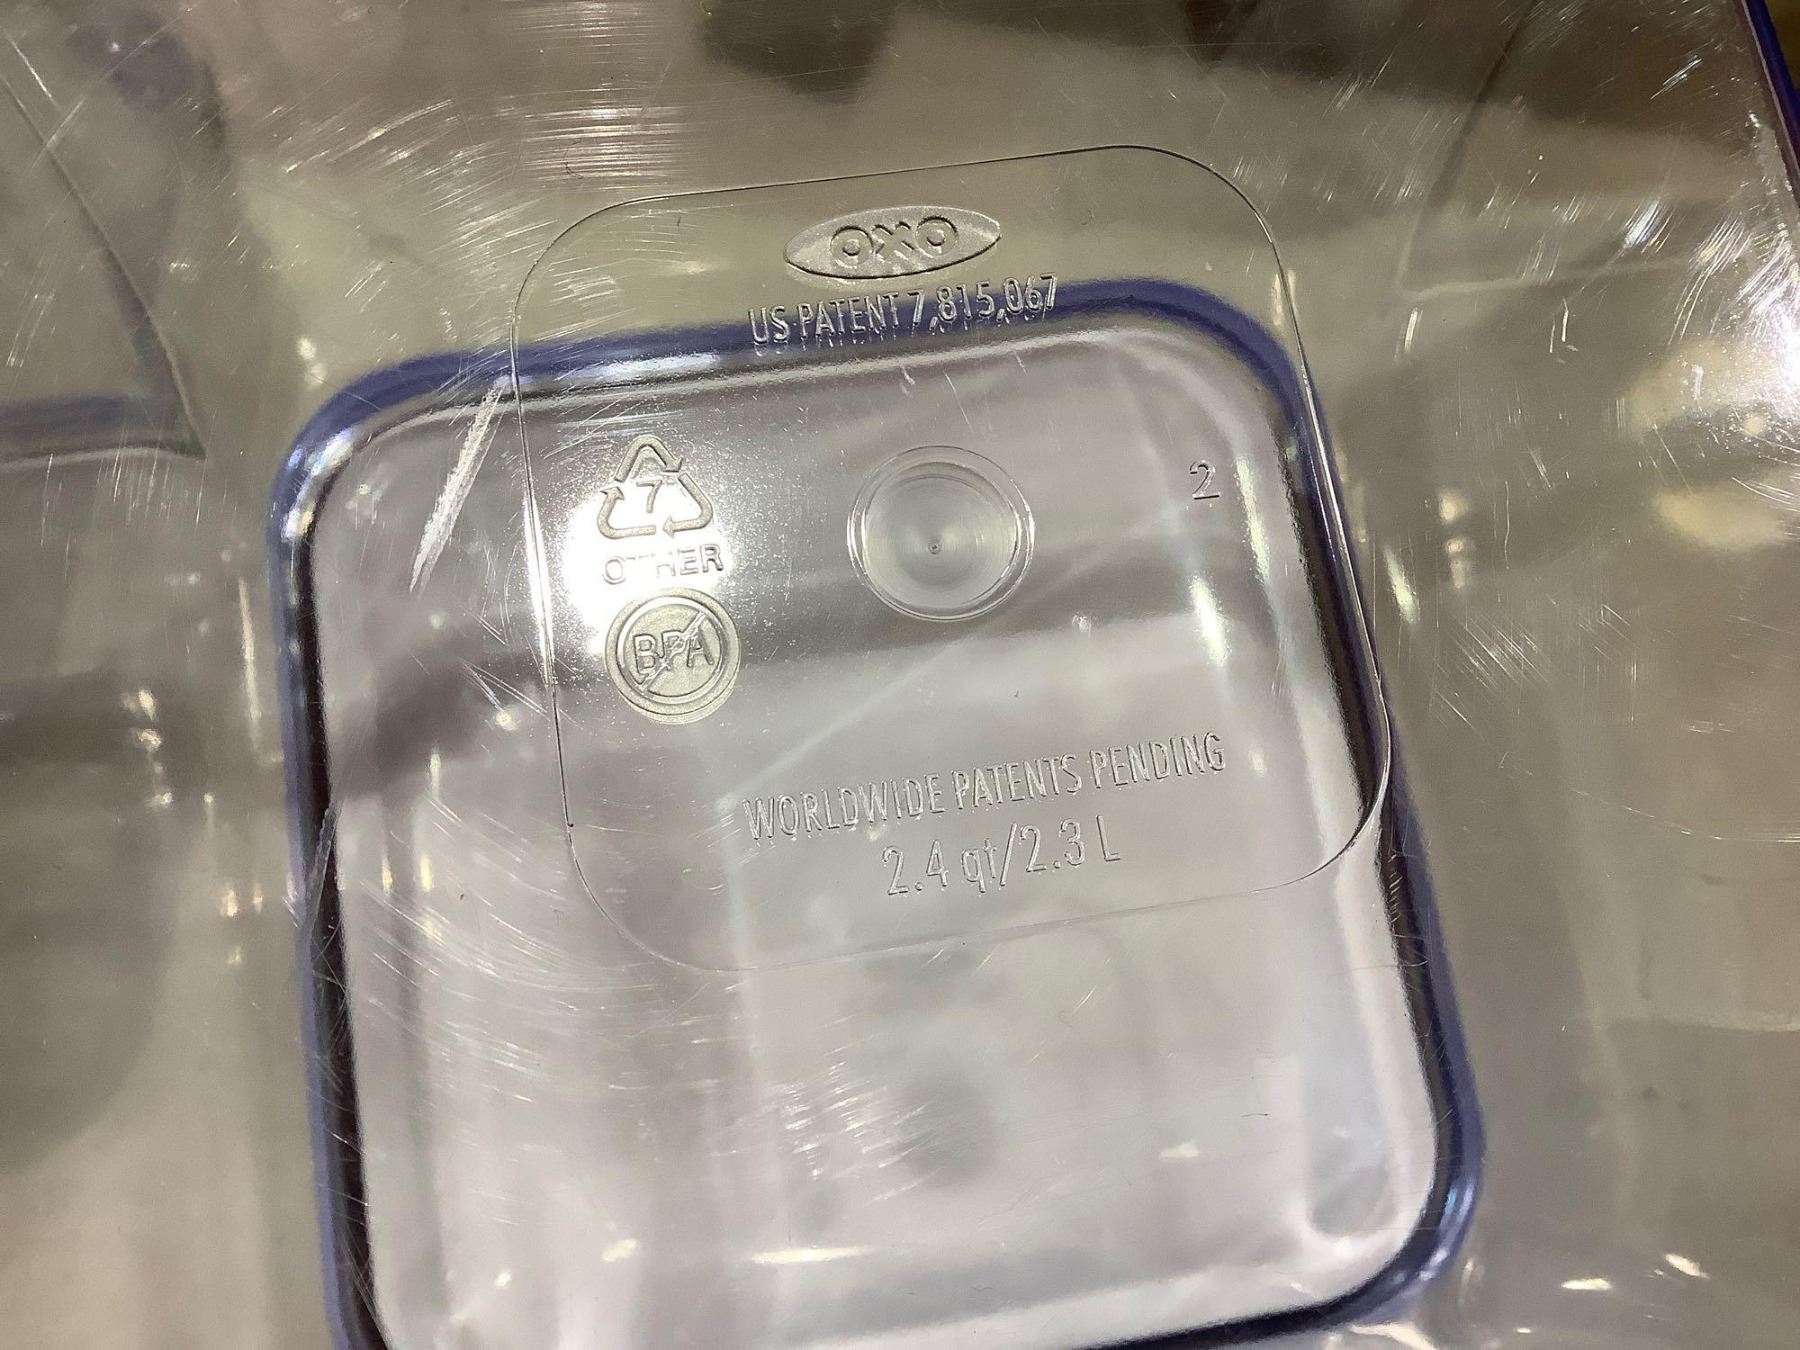 OXO
US PATENT 7,815,067
7
2
OTHER
BPA
WORLDWIDE PATENTS PENDING
2.4 qt/2.3 L